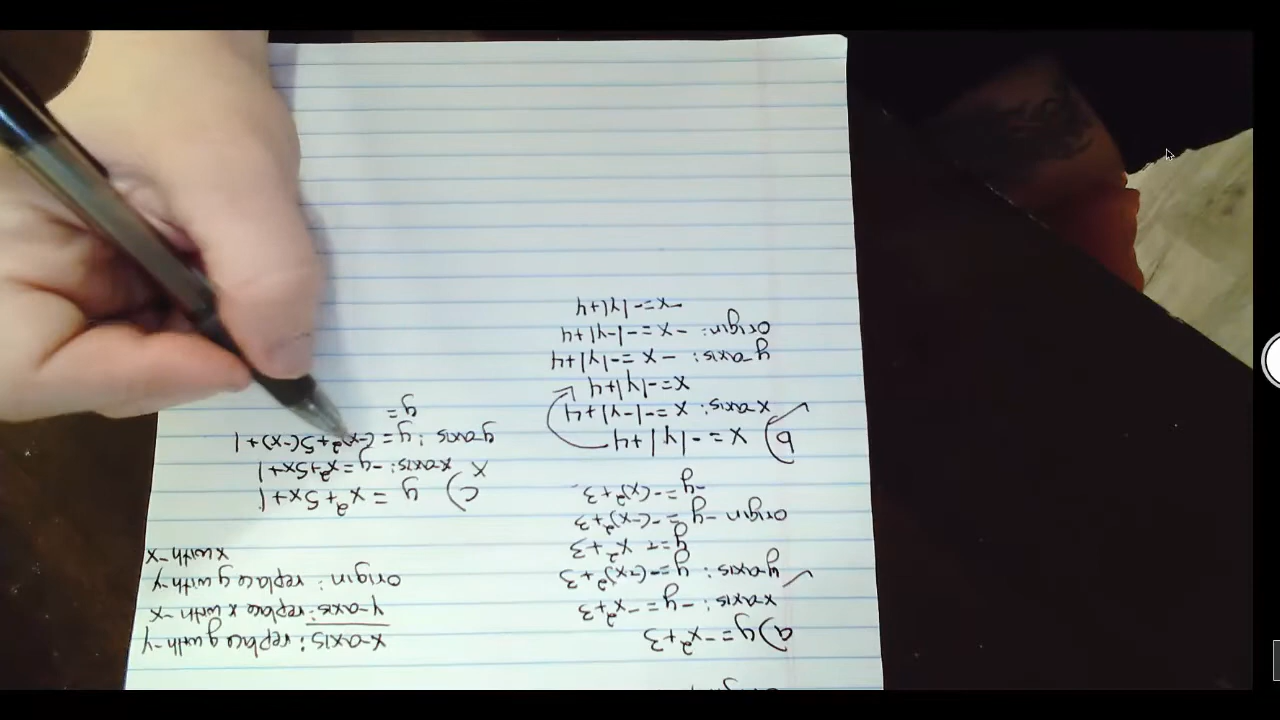 a) y=-x²+3
x-axis: -y=-x²+3
✓ y-axis: y=-(-x)²+3
y=-x²+3
origin -y=-(-x)²+3
-y=-(x)²+3
b) x=-|y|+4
✓ x-axis: x=-|-y|+4
x=-|y|+4
y-axis: -x=-|y|+4
origin: -x=-|-y|+4
-x=-|y|+4
x-axis: replace y with -y
y-axis: replace x with -x
origin: replace y with -y
x with -x
c) y=x²+5x+1
x x-axis: -y=x²+5x+1
y-axis: y=(-x)²+5(-x)+1
y=